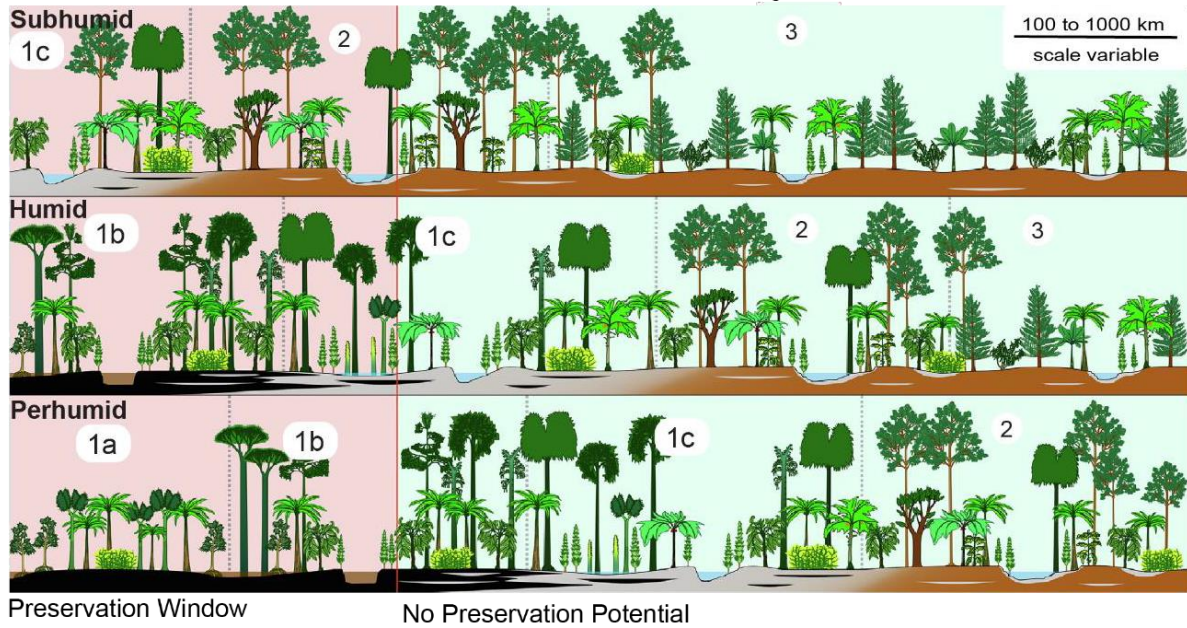 Subhumid
1c
2
3
100 to 1000 km
scale variable
Humid
1b
1c
2
3
Perhumid
1a
1b
1c
2
Preservation Window
No Preservation Potential